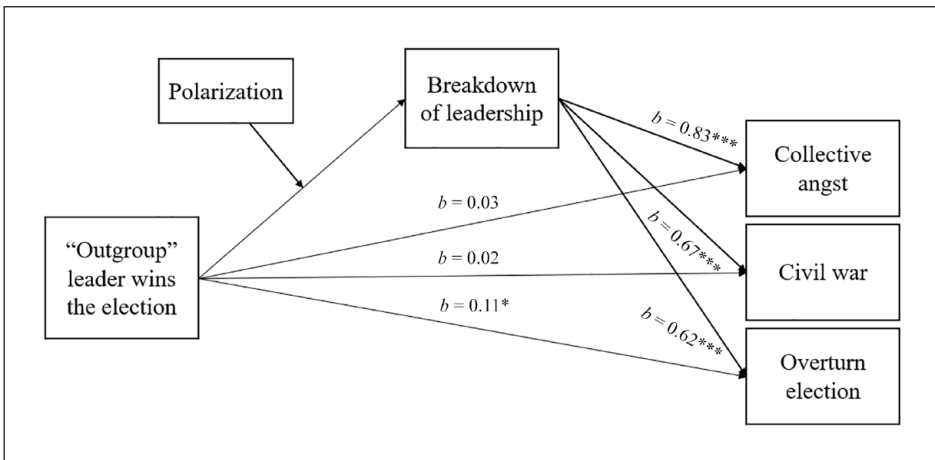 Polarization
Breakdown
of leadership
b = 0.83***
Collective
angst
b = 0.03
“Outgroup”
leader wins
the election
b = 0.02
b = 0.67***
Civil war
b = 0.11*
b = 0.62***
Overturn
election